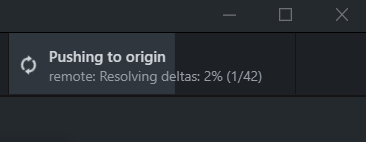 Pushing to origin
remote: Resolving deltas: 2% (1/42)